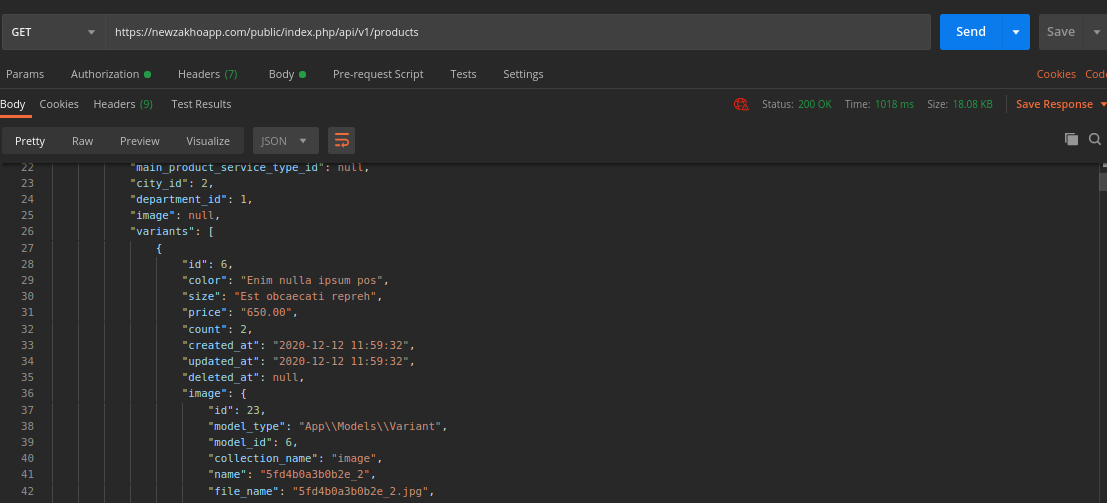 GET https://newzakhoapp.com/public/index.php/api/v1/products Send Save
Params Authorization Headers (7) Body Pre-request Script Tests Settings Cookies Code
Body Cookies Headers (9) Test Results Status: 200 OK Time: 1018 ms Size: 18.08 KB Save Response
Pretty Raw Preview Visualize JSON
22 "main_product_service_type_id": null,
23 "city_id": 2,
24 "department_id": 1,
25 "image": null,
26 "variants": [
27 {
28 "id": 6,
29 "color": "Enim nulla ipsum pos",
30 "size": "Est obcaecati repreh",
31 "price": "650.00",
32 "count": 2,
33 "created_at": "2020-12-12 11:59:32",
34 "updated_at": "2020-12-12 11:59:32",
35 "deleted_at": null,
36 "image": {
37 "id": 23,
38 "model_type": "App\\Models\\Variant",
39 "model_id": 6,
40 "collection_name": "image",
41 "name": "5fd4b0a3b0b2e_2",
42 "file_name": "5fd4b0a3b0b2e_2.jpg",